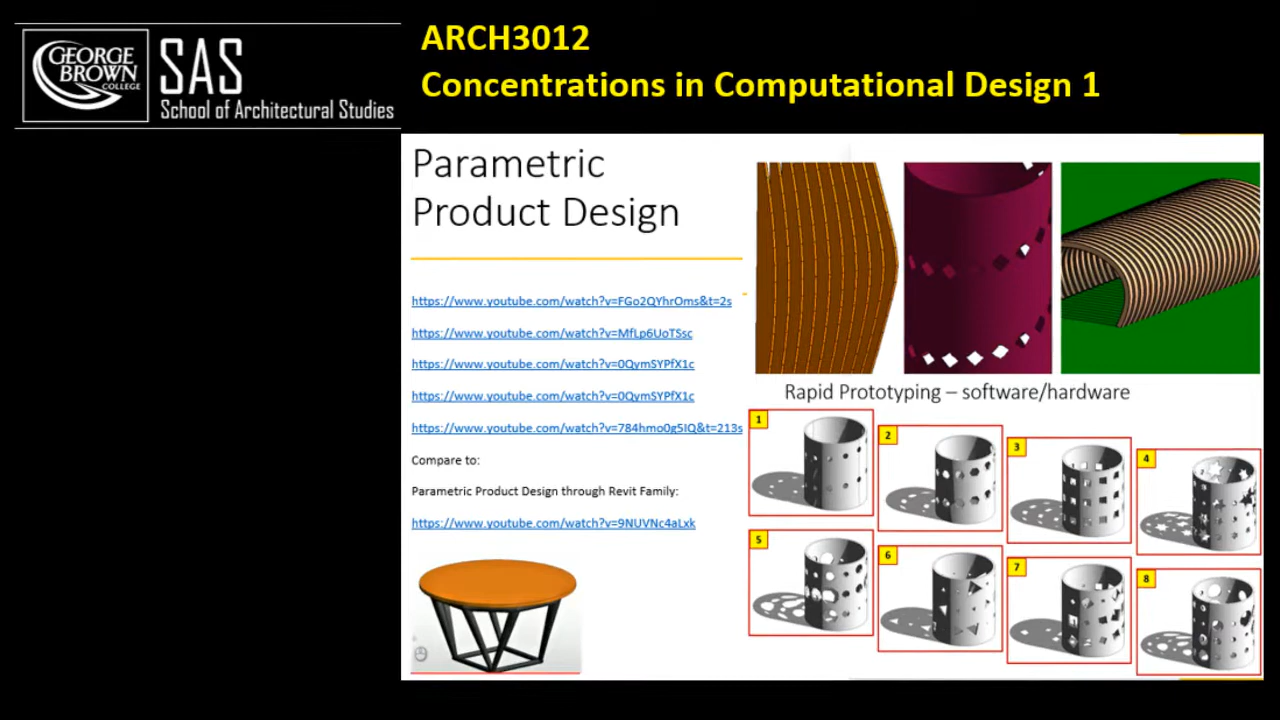 GEORGE
BROWN
COLLEGE
SAS
School of Architectural Studies
ARCH3012
Concentrations in Computational Design 1
Parametric
Product Design
https://www.youtube.com/watch?v=FGo2QYhrOms&t=2s
https://www.youtube.com/watch?v=MfLp6UoTSsc
https://www.youtube.com/watch?v=0QymSYPfX1c
https://www.youtube.com/watch?v=0QymSYPfX1c
https://www.youtube.com/watch?v=784hmo0g5IQ&t=213s
Compare to:
Parametric Product Design through Revit Family:
https://www.youtube.com/watch?v=9NUVNc4aLxk
Rapid Prototyping – software/hardware
1
2
3
4
5
6
7
8